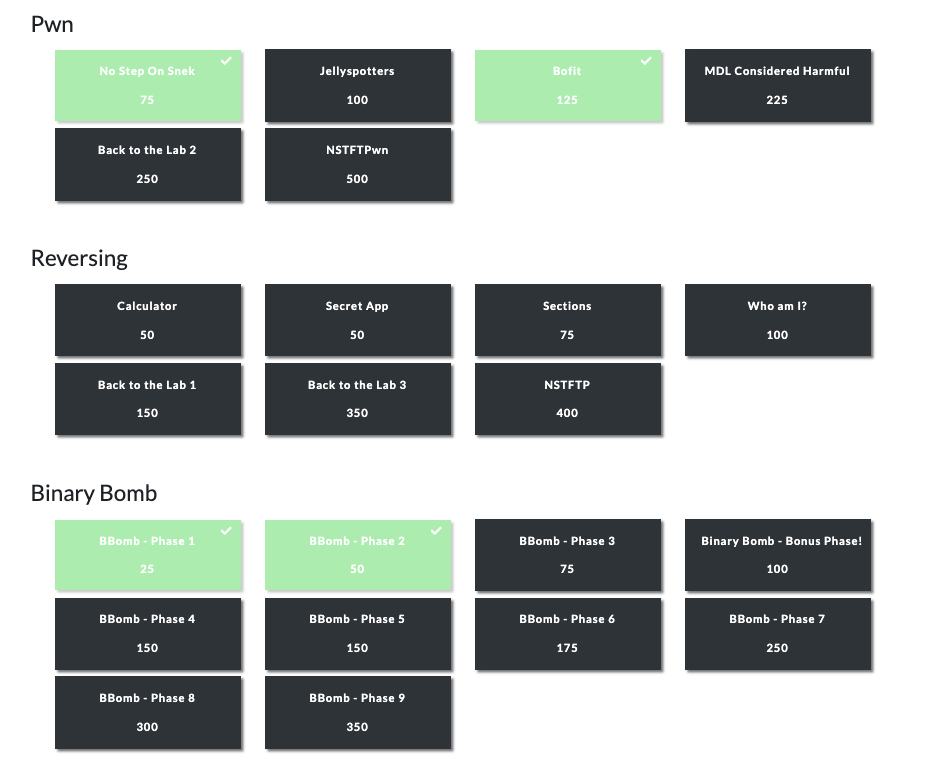 Pwn
No Step On Snek
75
Jellyspotters
100
Bofit
125
MDL Considered Harmful
225
Back to the Lab 2
250
NSTFTPwn
500
Reversing
Calculator
50
Secret App
50
Sections
75
Who am I?
100
Back to the Lab 1
150
Back to the Lab 3
350
NSTFTP
400
Binary Bomb
BBomb - Phase 1
25
BBomb - Phase 2
50
BBomb - Phase 3
75
Binary Bomb - Bonus Phase!
100
BBomb - Phase 4
150
BBomb - Phase 5
150
BBomb - Phase 6
175
BBomb - Phase 7
250
BBomb - Phase 8
300
BBomb - Phase 9
350